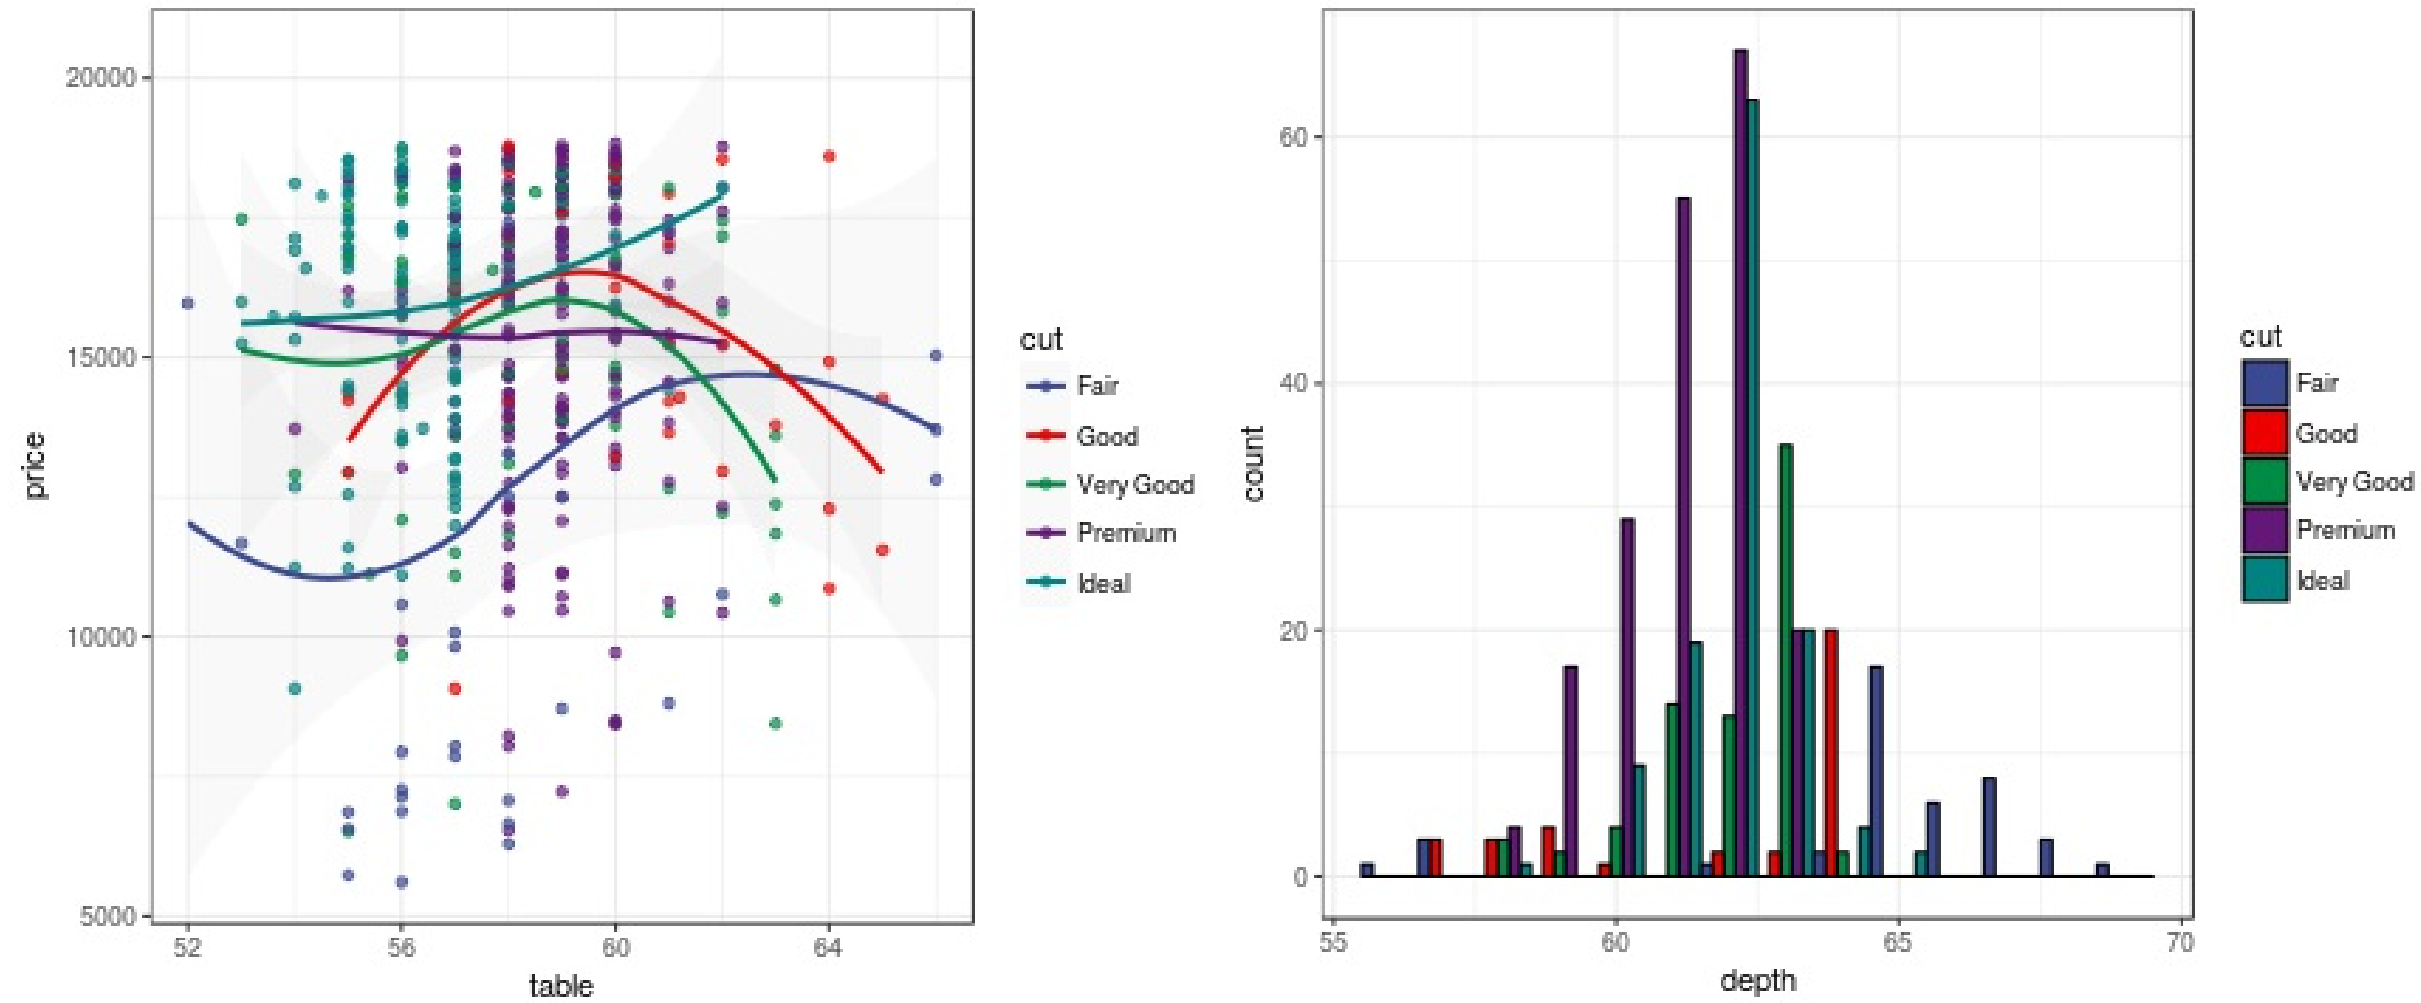 20000
15000
10000
5000
price
52 56 60 64
table
cut
Fair
Good
Very Good
Premium
Ideal
60
40
20
0
count
55 60 65 70
depth
cut
Fair
Good
Very Good
Premium
Ideal